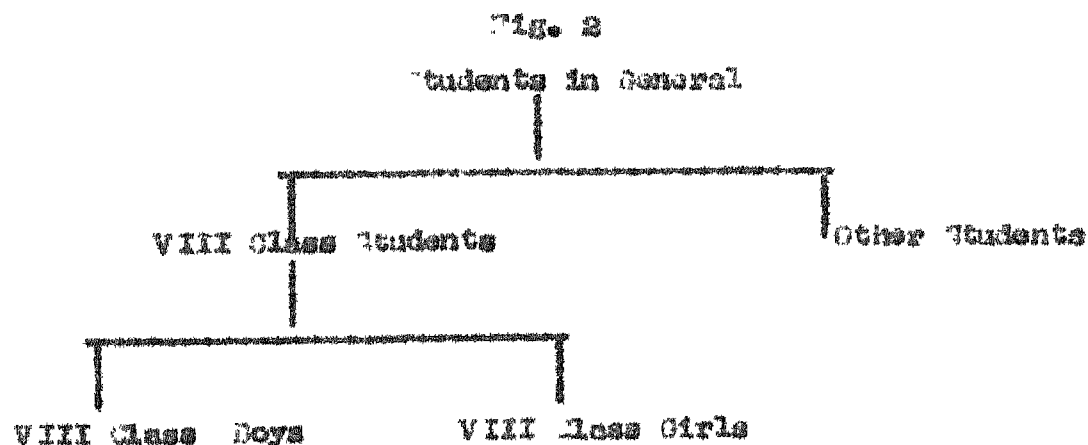 Fig. 2
Students in General
VIII Class Students
Other Students
VIII Class Boys
VIII Class Girls